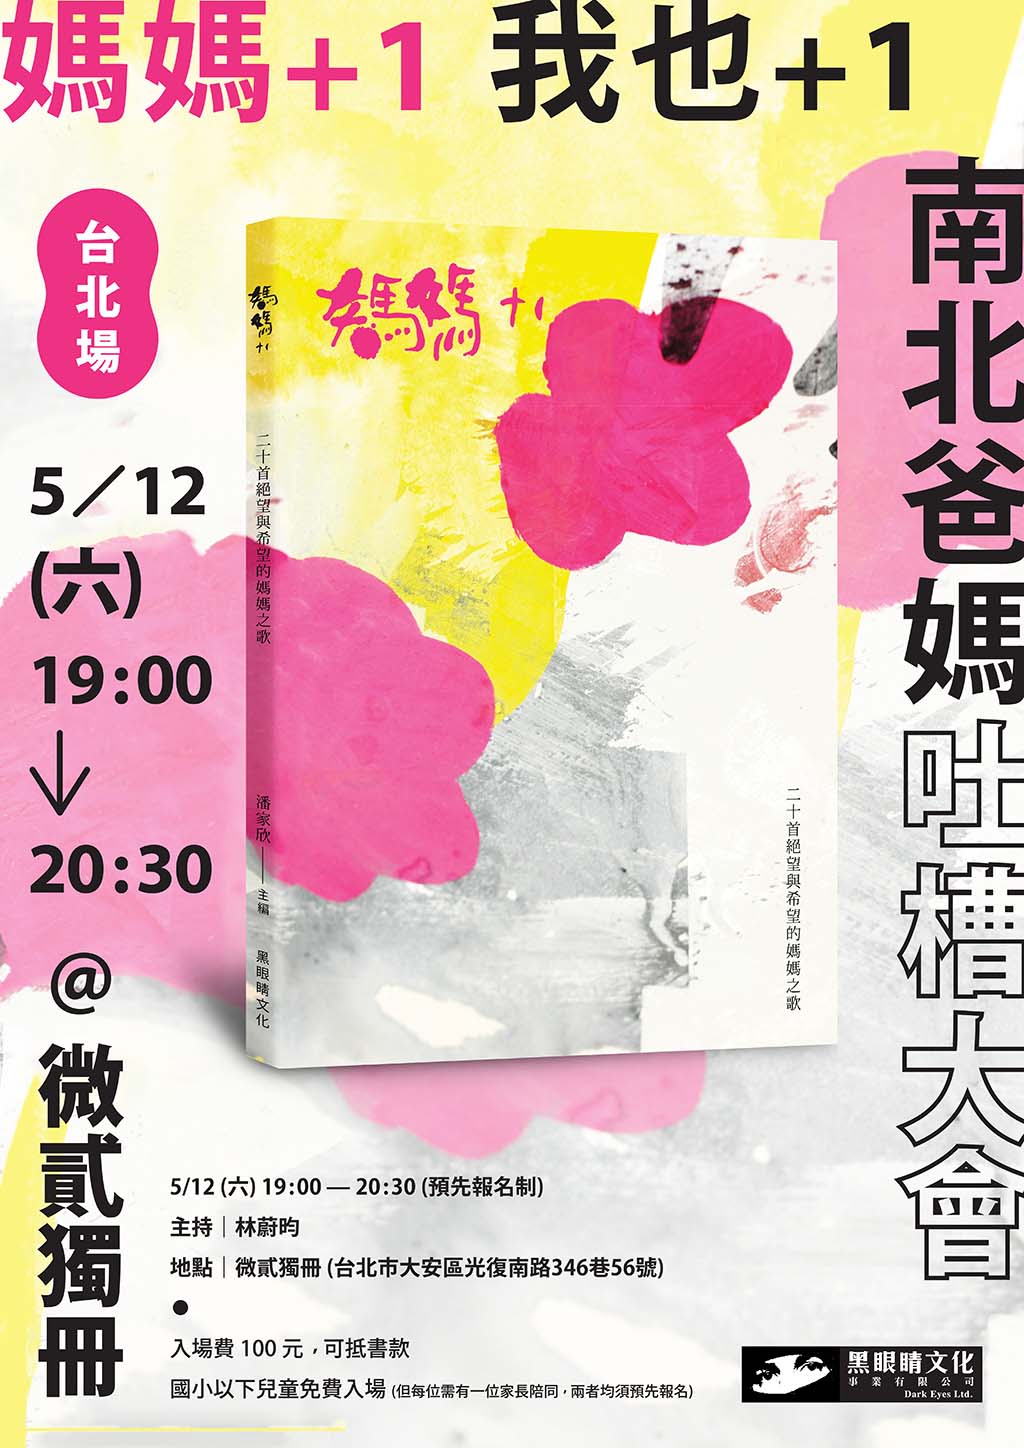 媽媽+1 我也+1
南北爸媽吐槽大會
台北場
5／12
(六)
19:00
↓
20:30
@
微貳獨冊
媽媽+1
二十首絕望與希望的媽媽之歌
潘家欣——主編
黑眼睛文化
媽媽+1
二十首絕望與希望的媽媽之歌
5/12 (六) 19:00 — 20:30 (預先報名制)
主持｜林蔚昀
地點｜微貳獨冊 (台北市大安區光復南路346巷56號)
●
入場費 100 元，可抵書款
國小以下兒童免費入場 (但每位需有一位家長陪同，兩者均須預先報名)
黑眼睛文化
事業有限公司
Dark Eyes Ltd.